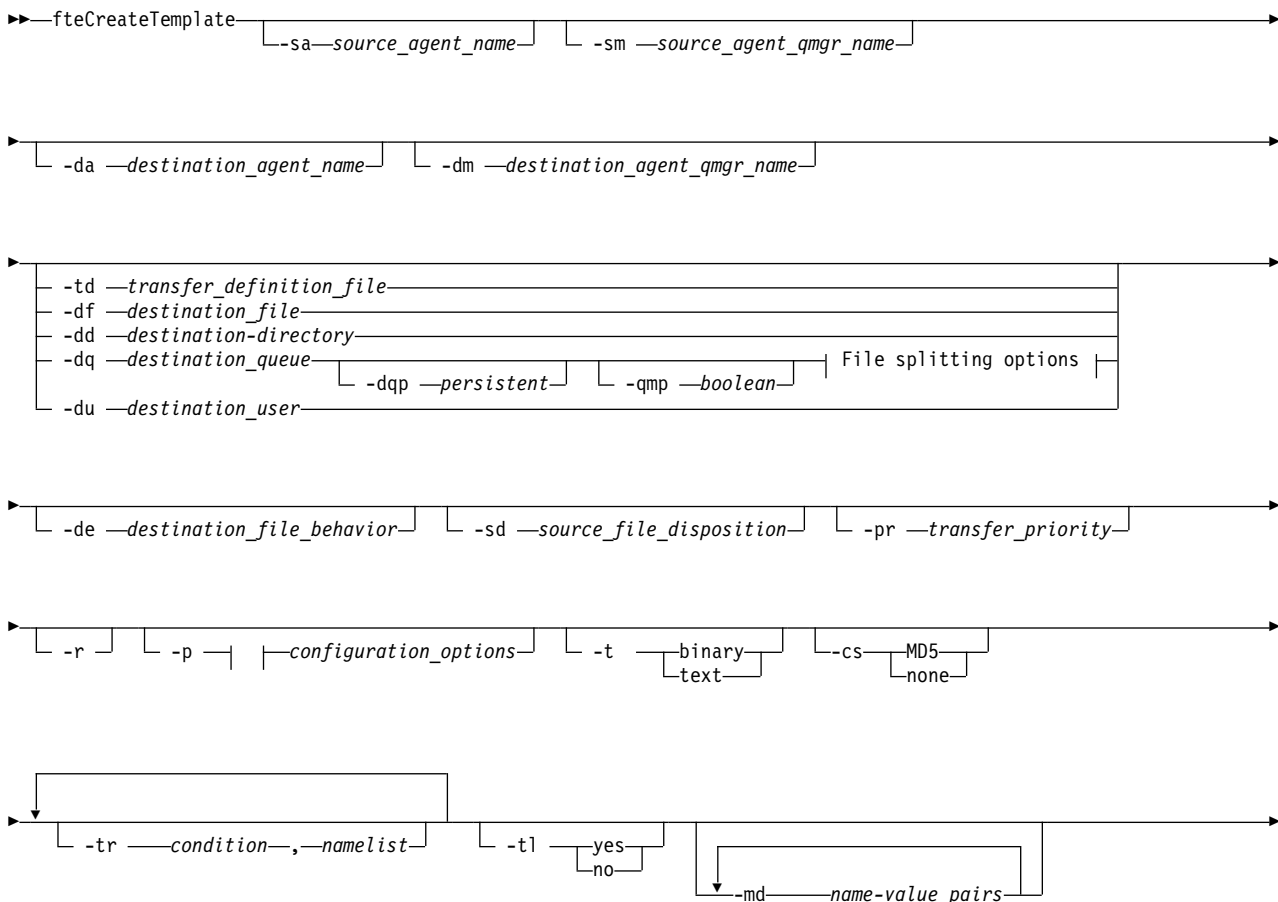 fteCreateTemplate -sa source_agent_name -sm source_agent_qmgr_name
-da destination_agent_name -dm destination_agent_qmgr_name
-td transfer_definition_file
-df destination_file
-dd destination-directory
-dq destination_queue -dqp persistent -qmp boolean File splitting options
-du destination_user
-de destination_file_behavior -sd source_file_disposition -pr transfer_priority
-r -p configuration_options -t binary -cs MD5
text none
-tr condition , namelist -tl yes
no
-md name-value pairs